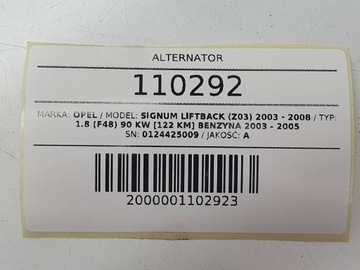 ALTERNATOR
110292
MARKA: OPEL / MODEL: SIGNUM LIFTBACK (Z03) 2003 - 2008 / TYP:
1.8 (F48) 90 KW [122 KM] BENZYNA 2003 - 2005
SN: 0124425009 / JAKOŚĆ: A
2000001102923